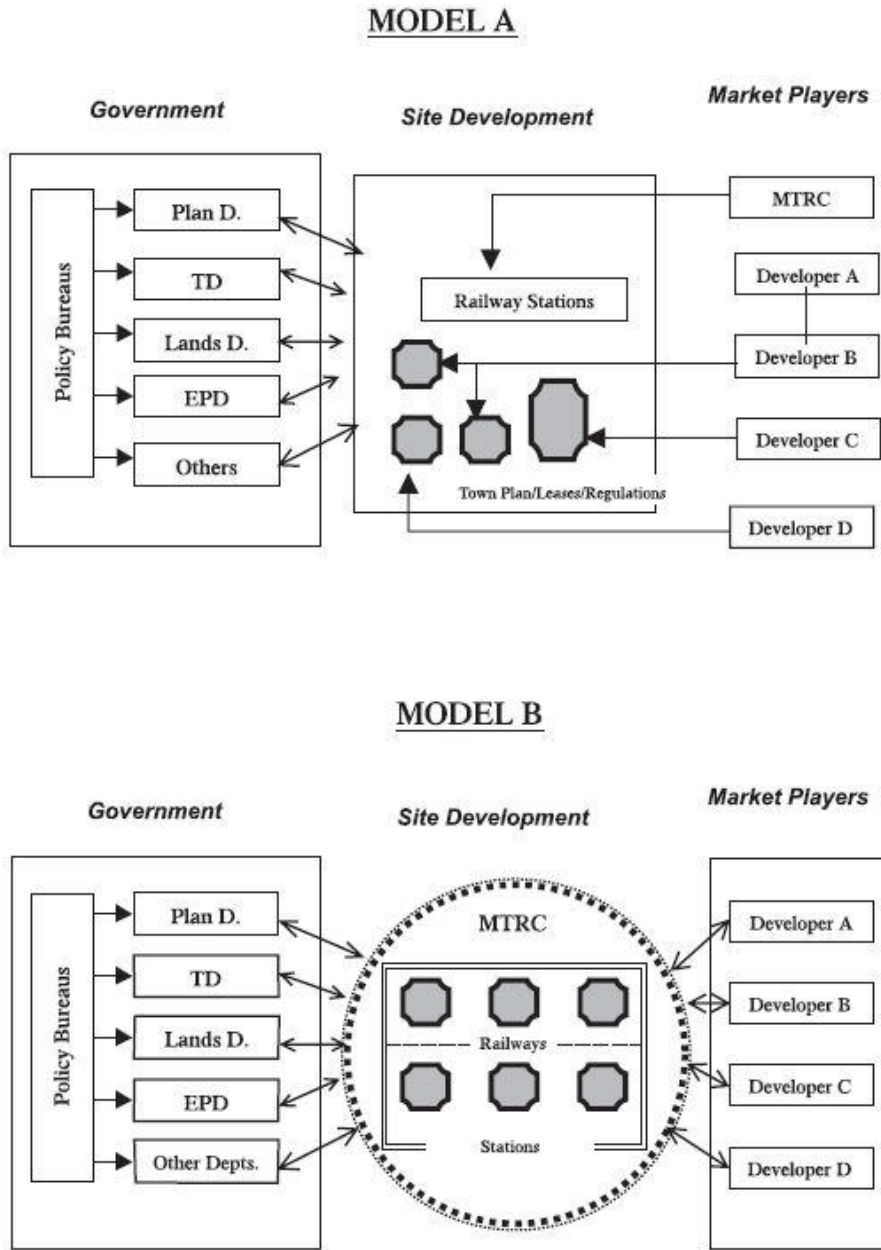 MODEL A
Government
Site Development
Market Players
Policy Bureaus
Plan D.
TD
Lands D.
EPD
Others
Railway Stations
Town Plan/Leases/Regulations
MTRC
Developer A
Developer B
Developer C
Developer D
MODEL B
Government
Site Development
Market Players
Policy Bureaus
Plan D.
TD
Lands D.
EPD
Other Depts.
MTRC
Railways
Stations
Developer A
Developer B
Developer C
Developer D